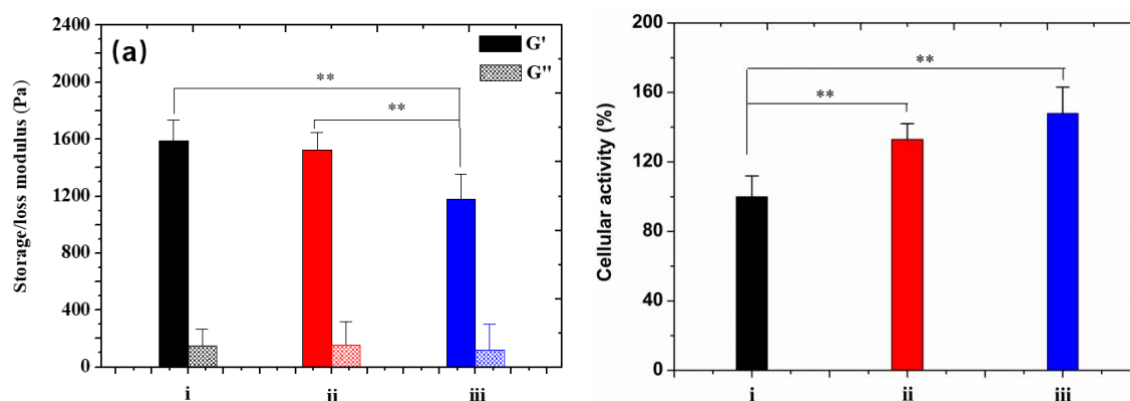 (a)
G'
G''
Storage/loss modulus (Pa)
2400
2000
1600
1200
800
400
0
**
**
i
ii
iii
Cellular activity (%)
200
160
120
80
40
0
**
**
i
ii
iii